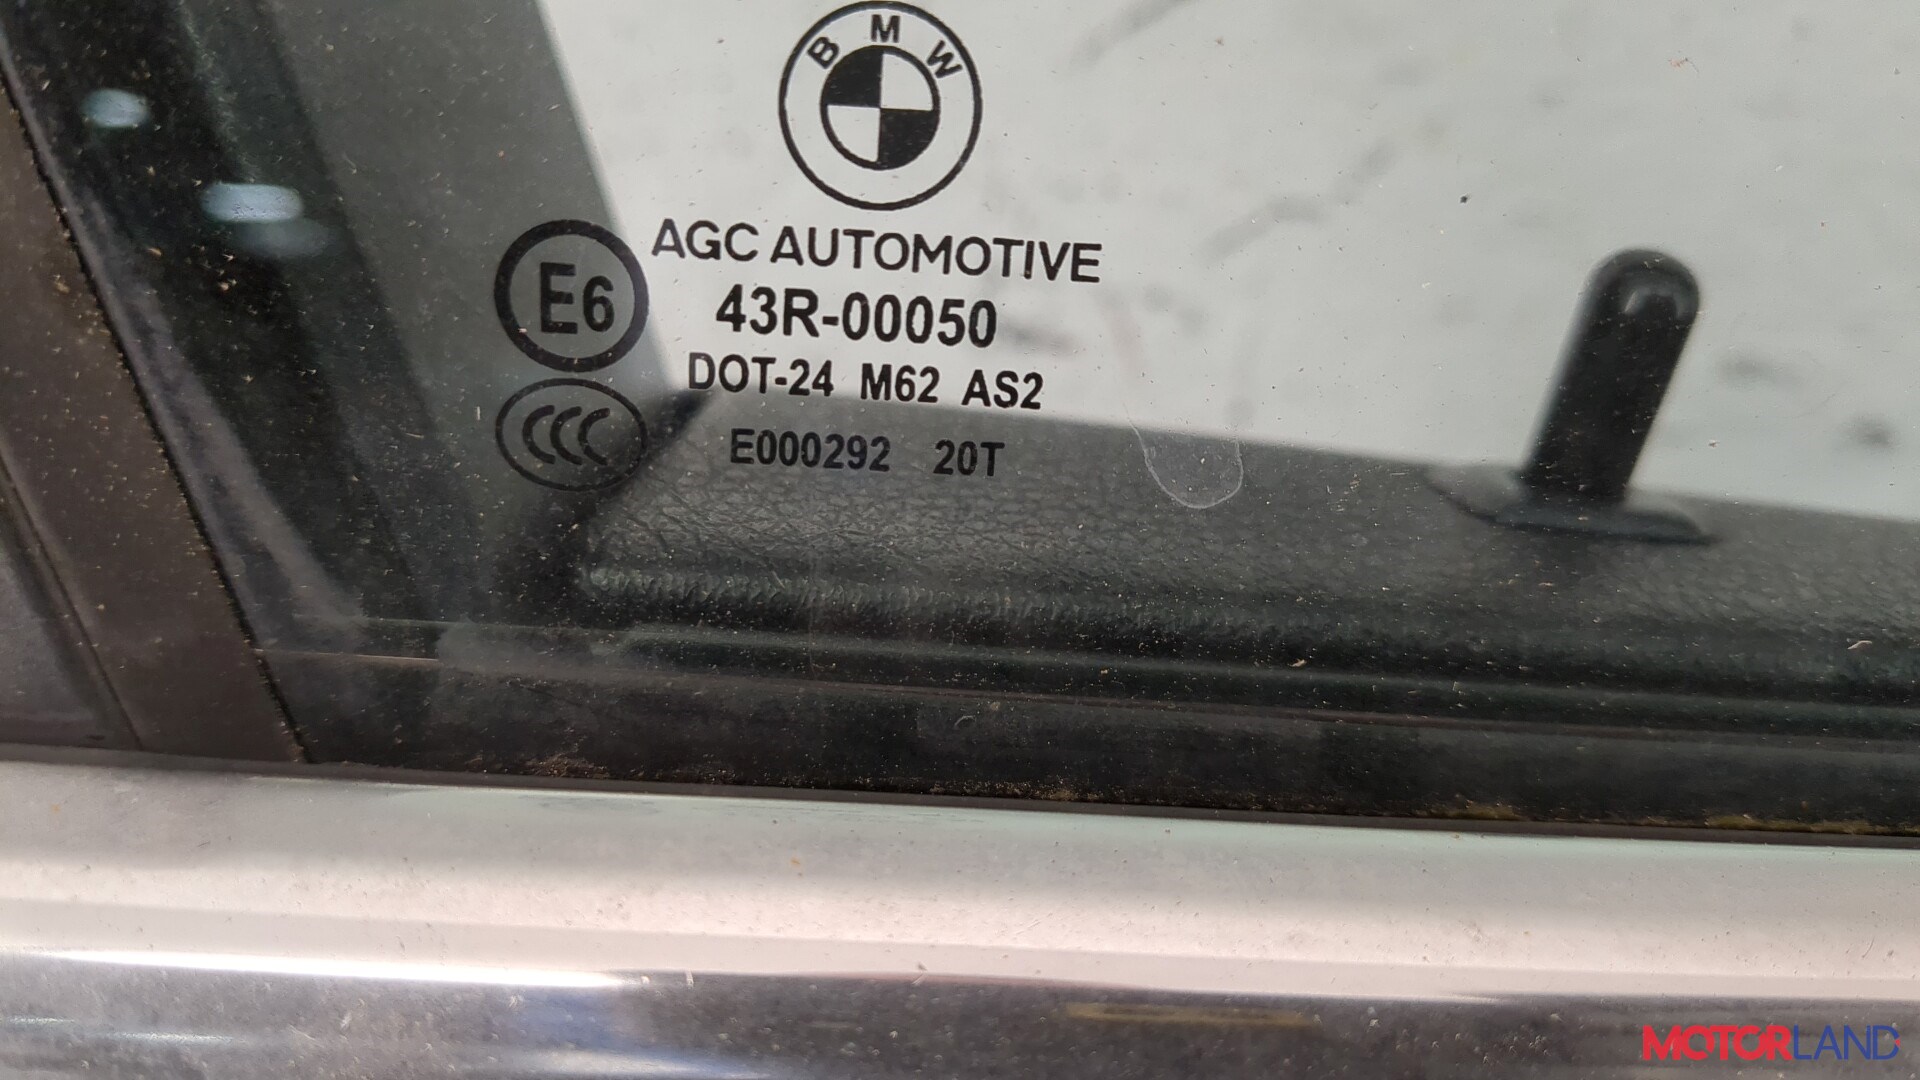 BMW
AGC AUTOMOTIVE
E6
43R-00050
DOT-24 M62 AS2
CCC
E000292 20T
MOTORLAND